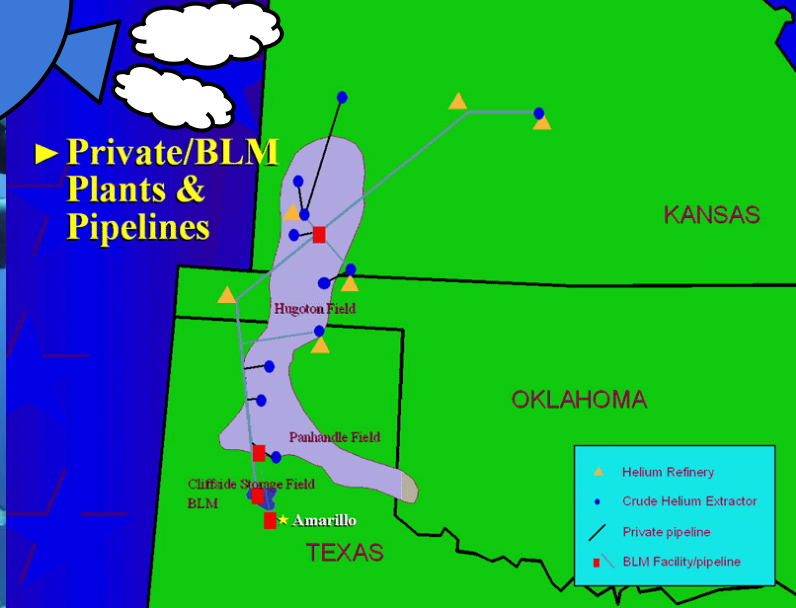 Private/BLM
Plants &
Pipelines
KANSAS
Hugoton Field
OKLAHOMA
Panhandle Field
Cliffside Storage Field
BLM
Amarillo
TEXAS
Helium Refinery
Crude Helium Extractor
Private pipeline
BLM Facility/pipeline